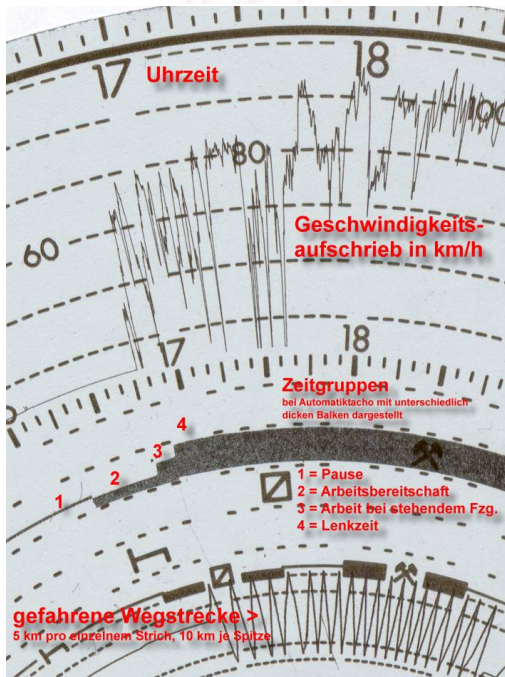 17
Uhrzeit
18
100
80
Geschwindigkeits-
aufschrieb in km/h
60
17
18
Zeitgruppen
bei Automatiktacho mit unterschiedlich
dicken Balken dargestellt
4
3
2
1
1 = Pause
2 = Arbeitsbereitschaft
3 = Arbeit bei stehendem Fzg.
4 = Lenkzeit
gefahrene Wegstrecke >
5 km pro einzelnem Strich, 10 km je Spitze